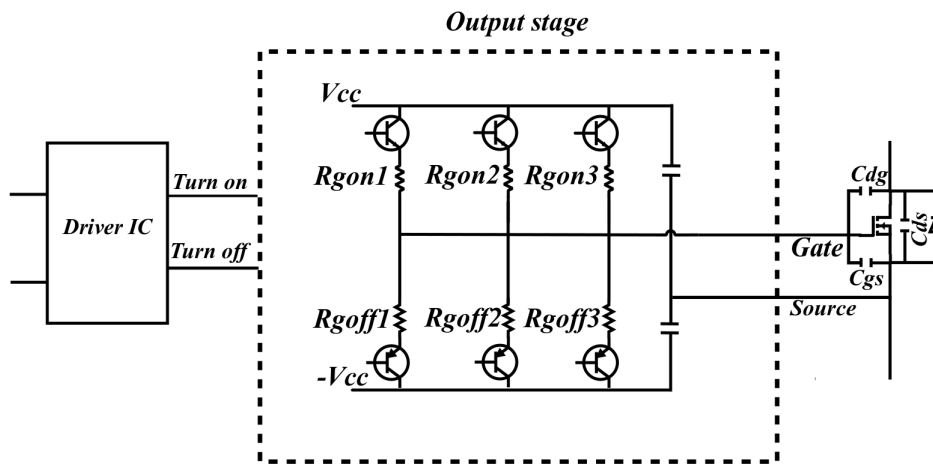 Output stage
Vcc
Rgon1
Rgon2
Rgon3
Turn on
Driver IC
Turn off
Cdg
Cds
Gate
Cgs
Source
Rgoff1
Rgoff2
Rgoff3
-Vcc